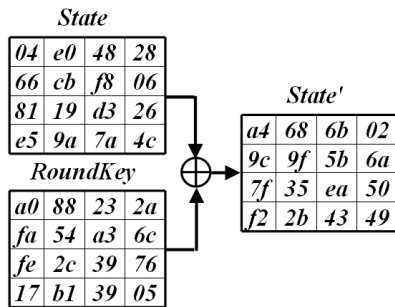 State
04 e0 48 28
66 cb f8 06
81 19 d3 26
e5 9a 7a 4c
RoundKey
a0 88 23 2a
fa 54 a3 6c
fe 2c 39 76
17 b1 39 05
State'
a4 68 6b 02
9c 9f 5b 6a
7f 35 ea 50
f2 2b 43 49